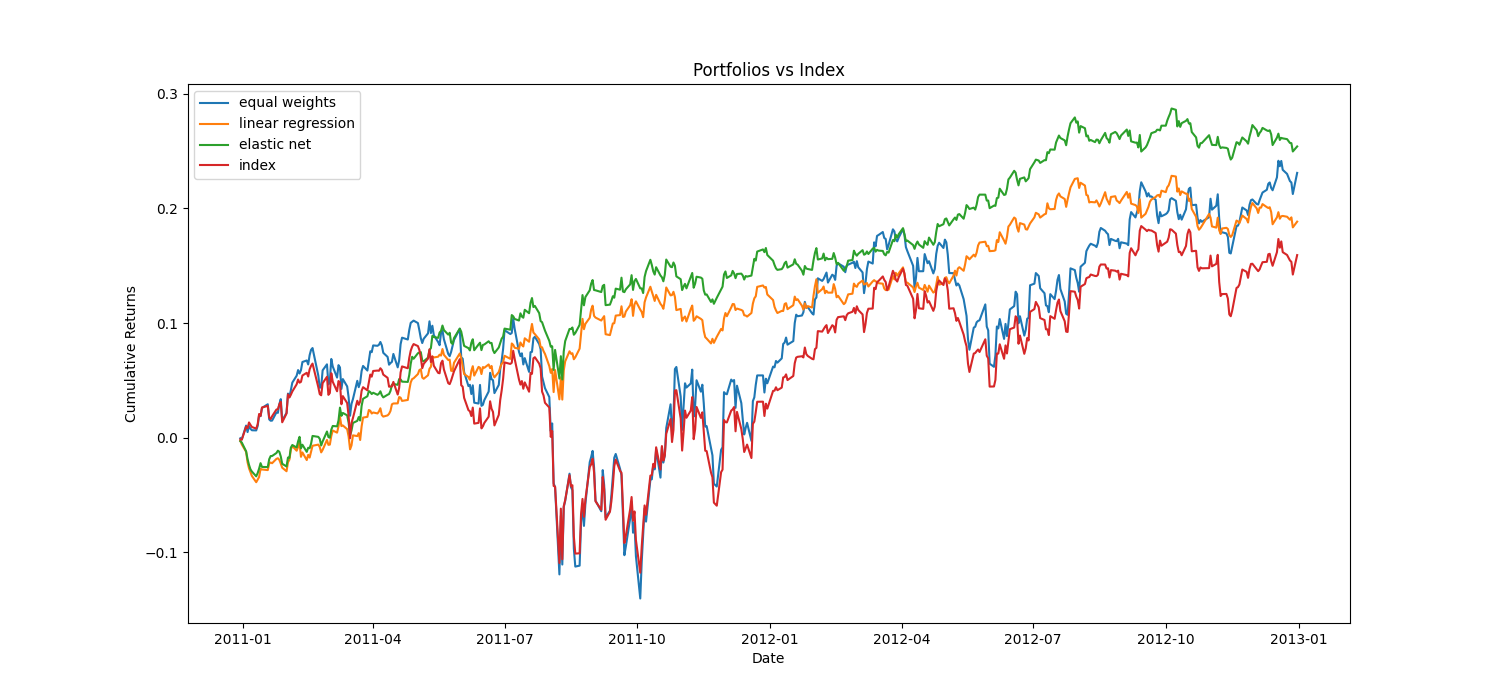 Portfolios vs Index
equal weights
linear regression
elastic net
index
Cumulative Returns
0.3
0.2
0.1
0.0
−0.1
2011-01 2011-04 2011-07 2011-10 2012-01 2012-04 2012-07 2012-10 2013-01
Date